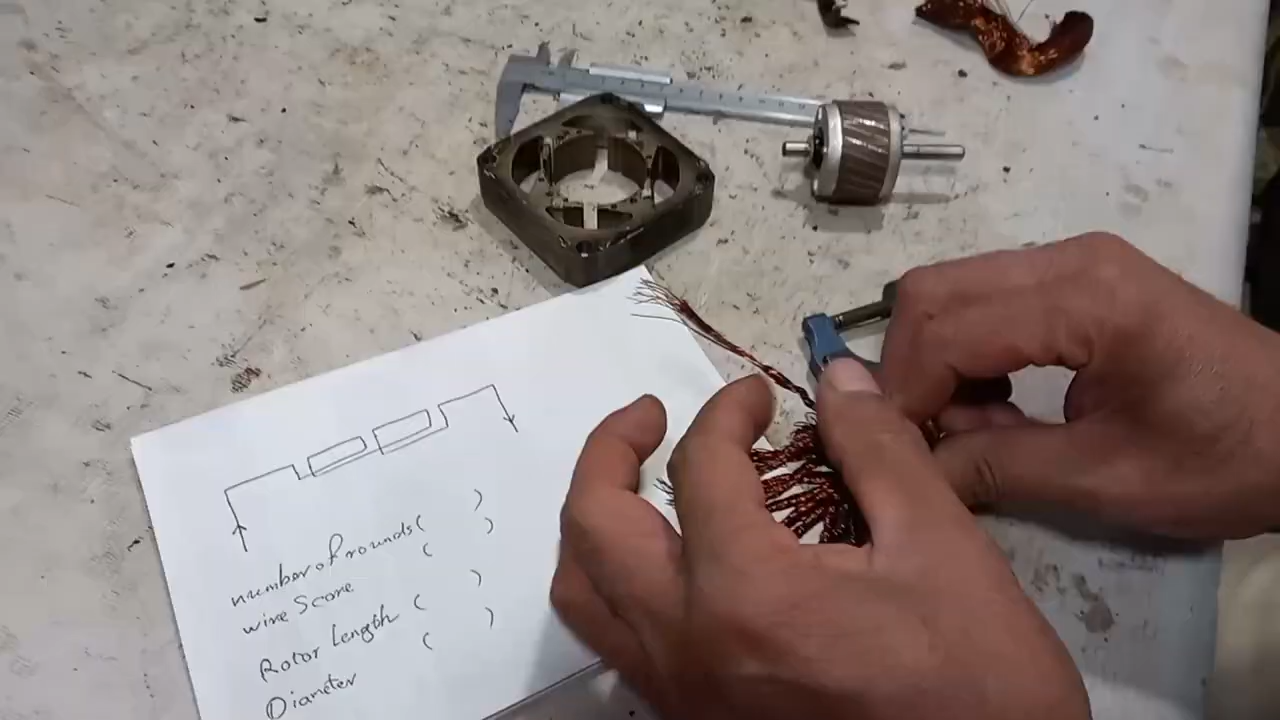 number of rounds ( )
wire Score ( )
Rotor Length ( )
Diameter ( )